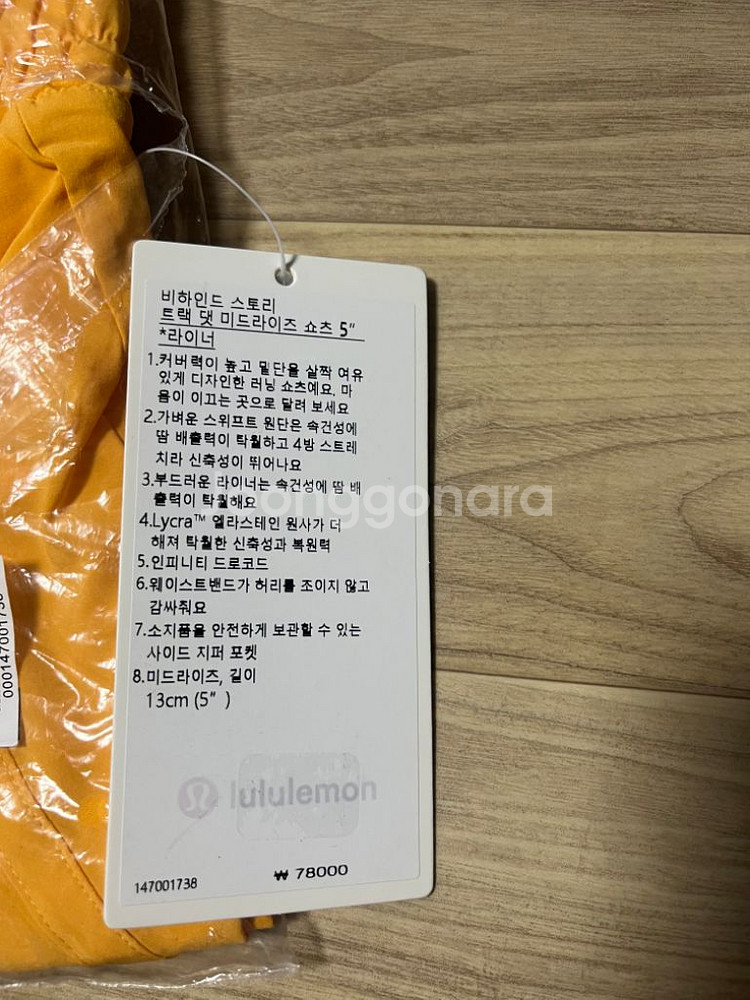 비하인드 스토리
트랙 댓 미드라이즈 쇼츠 5"
*라이너
1.커버력이 높고 밑단을 살짝 여유
있게 디자인한 러닝 쇼츠예요. 마
음이 이끄는 곳으로 달려 보세요
2.가벼운 스위프트 원단은 속건성에
땀 배출력이 탁월하고 4방 스트레
치라 신축성이 뛰어나요
3.부드러운 라이너는 속건성에 땀 배
출력이 탁월해요
4.Lycra™ 엘라스테인 원사가 더
해져 탁월한 신축성과 복원력
5.인피니티 드로코드
6.웨이스트밴드가 허리를 조이지 않고
감싸줘요
7.소지품을 안전하게 보관할 수 있는
사이드 지퍼 포켓
8.미드라이즈, 길이
13cm (5" )
lululemon
147001738
₩ 78000
Joonggonara